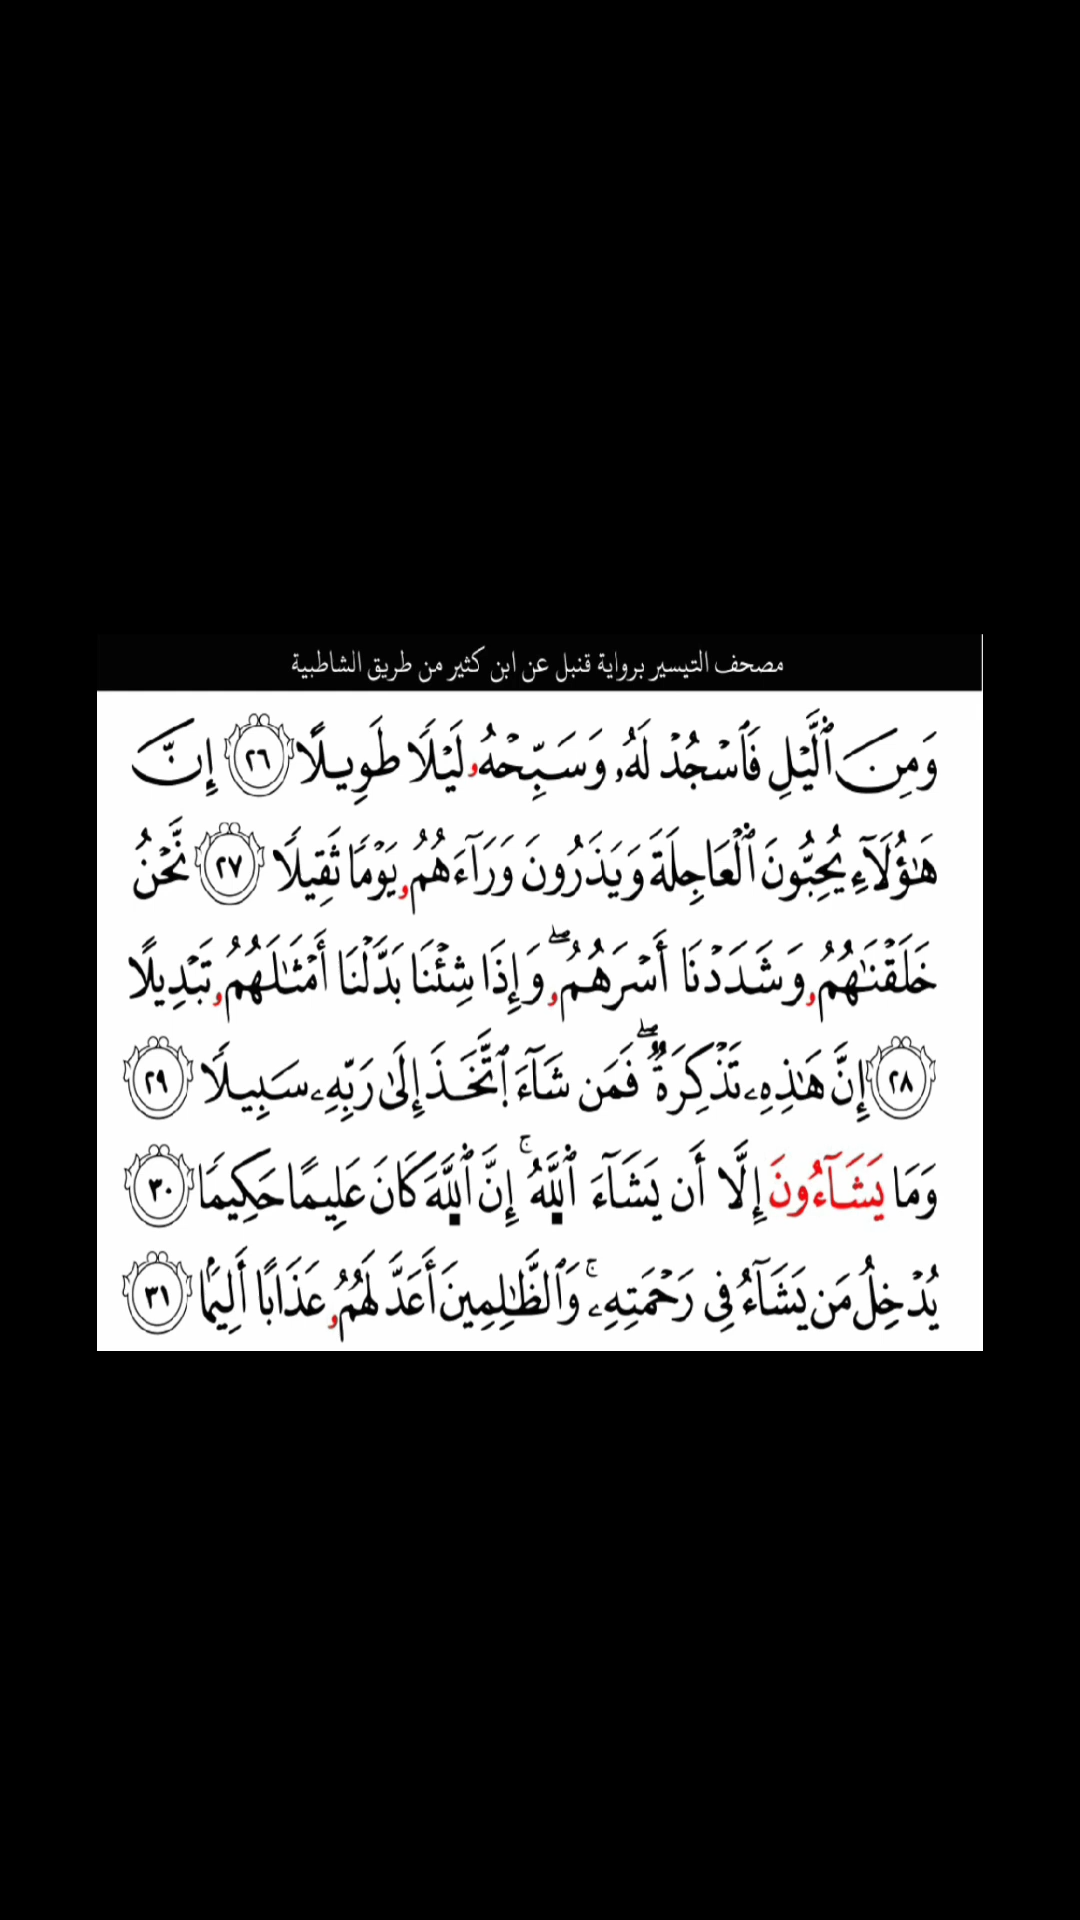 مصحف التيسير برواية قنبل عن ابن كثير من طريق الشاطبية
وَمِنَ ٱلَّيْلِ فَٱسْجُدْ لَهُۥ وَسَبِّحْهُۥ لَيْلًا طَوِيلًا ٢٦ إِنَّ
هَٰٓؤُلَآءِ يُحِبُّونَ ٱلْعَاجِلَةَ وَيَذَرُونَ وَرَآءَهُمُۥ يَوْمًا ثَقِيلًا ٢٧ نَّحْنُ
خَلَقْنَٰهُمُۥ وَشَدَدْنَا أَسْرَهُمُۥۖ وَإِذَا شِئْنَا بَدَّلْنَا أَمْثَٰلَهُمُۥ تَبْدِيلًا
٢٨ إِنَّ هَٰذِهِۦ تَذْكِرَةٌۖ فَمَن شَآءَ ٱتَّخَذَ إِلَىٰ رَبِّهِۦ سَبِيلًا ٢٩
وَمَا يَشَآءُونَ إِلَّا أَن يَشَآءَ ٱللَّهُۚ إِنَّ ٱللَّهَ كَانَ عَلِيمًا حَكِيمًا ٣٠
يُدْخِلُ مَن يَشَآءُ فِى رَحْمَتِهِۦۚ وَٱلظَّٰلِمِينَ أَعَدَّ لَهُمُۥ عَذَابًا أَلِيمًۢا ٣١